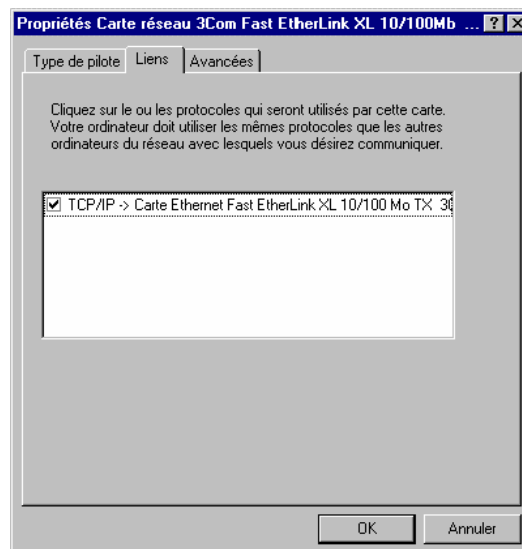 Propriétés Carte réseau 3Com Fast EtherLink XL 10/100Mb ...
Type de pilote Liens Avancées
Cliquez sur le ou les protocoles qui seront utilisés par cette carte.
Votre ordinateur doit utiliser les mêmes protocoles que les autres
ordinateurs du réseau avec lesquels vous désirez communiquer.
TCP/IP -> Carte Ethernet Fast EtherLink XL 10/100 Mo TX
OK Annuler